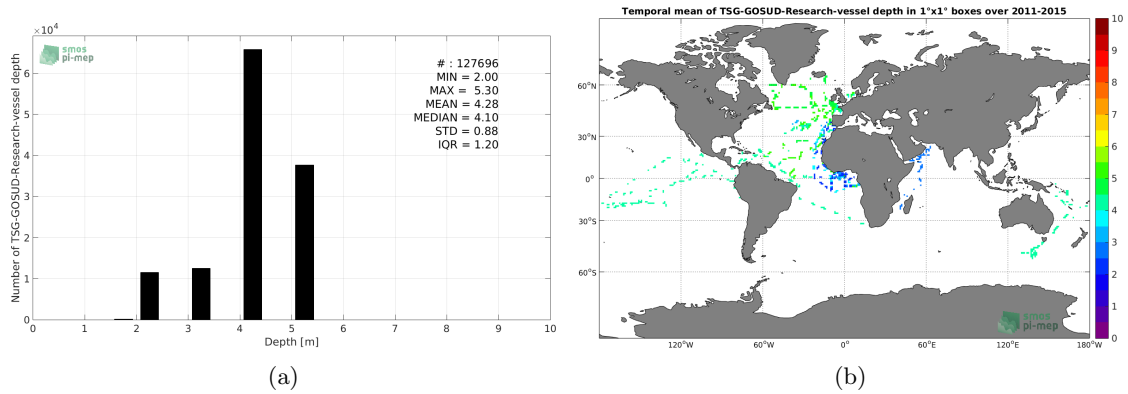 ×10⁴
smos
pi-mep
# : 127696
MIN = 2.00
MAX = 5.30
MEAN = 4.28
MEDIAN = 4.10
STD = 0.88
IQR = 1.20
Number of TSG-GOSUD-Research-vessel depth
6
5
4
3
2
1
0
0 1 2 3 4 5 6 7 8 9 10
Depth [m]
(a)
Temporal mean of TSG-GOSUD-Research-vessel depth in 1°x1° boxes over 2011-2015
60°N
30°N
0°
30°S
60°S
120°W 60°W 0° 60°E 120°E 180°W
smos
pi-mep
10
9
8
7
6
5
4
3
2
1
0
(b)